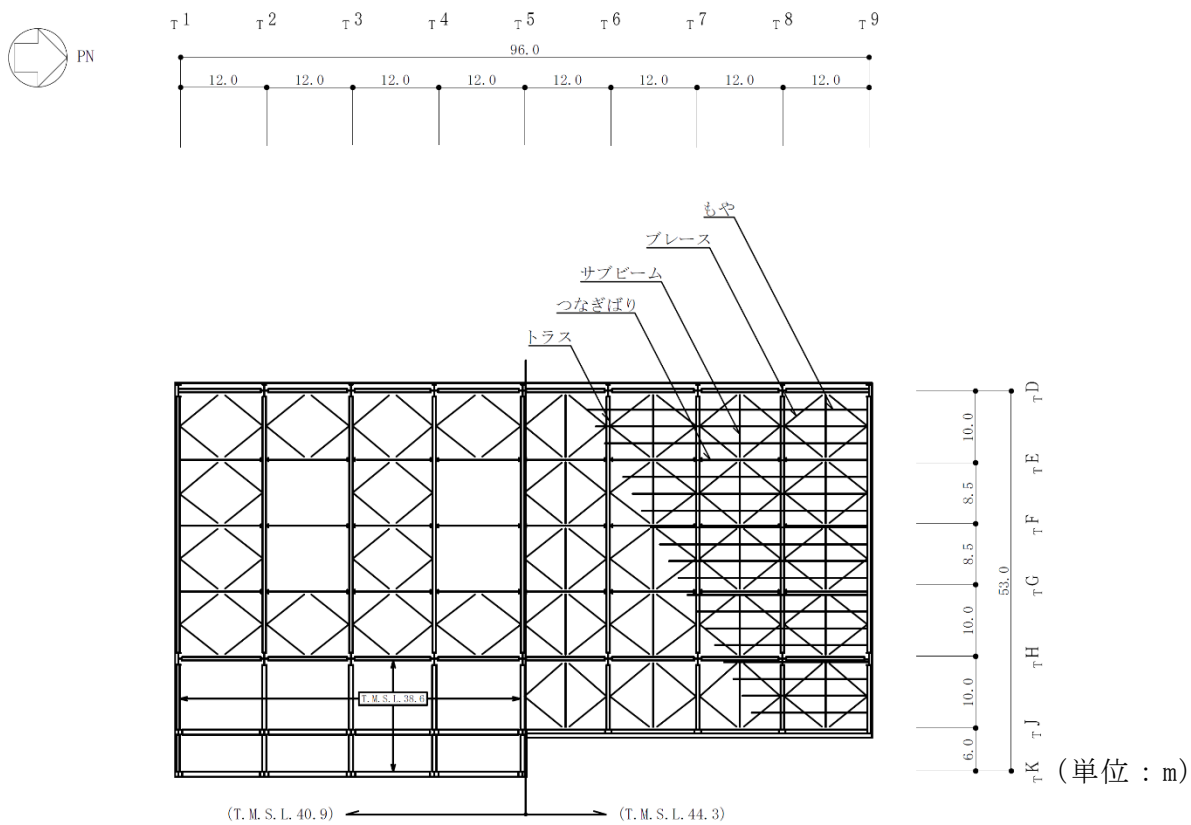 T1 T2 T3 T4 T5 T6 T7 T8 T9
PN
96.0
12.0 12.0 12.0 12.0 12.0 12.0 12.0 12.0
もや
ブレース
サブビーム
つなぎばり
トラス
TD
10.0
TE
8.5
TF
8.5
53.0
TG
10.0
TH
T.M.S.L.38.6
10.0
TJ
6.0
TK
(単位:m)
(T.M.S.L.40.9)
(T.M.S.L.44.3)